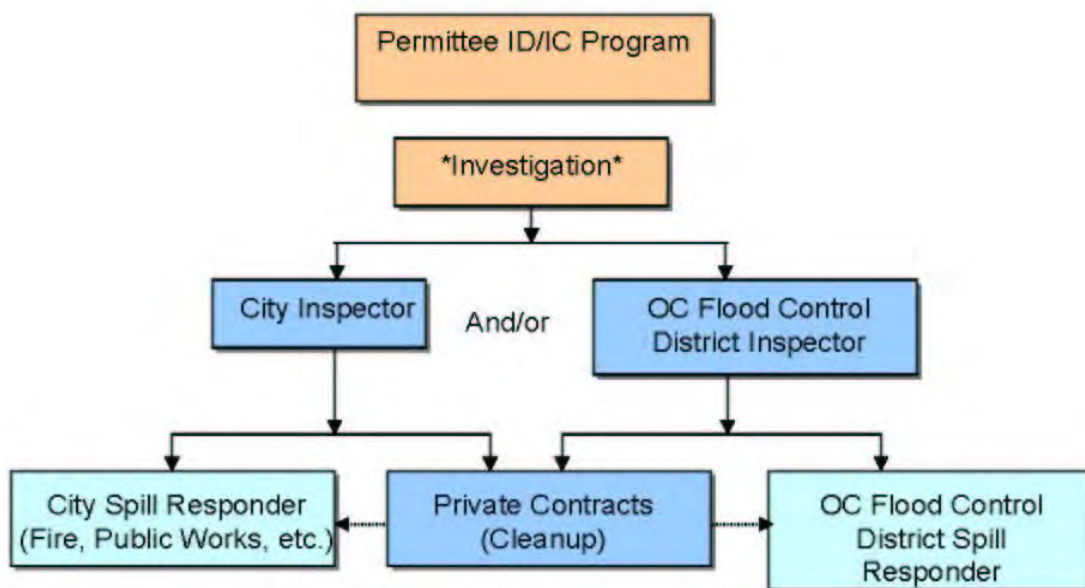 Permittee ID/IC Program
*Investigation*
City Inspector
And/or
OC Flood Control
District Inspector
City Spill Responder
(Fire, Public Works, etc.)
Private Contracts
(Cleanup)
OC Flood Control
District Spill
Responder